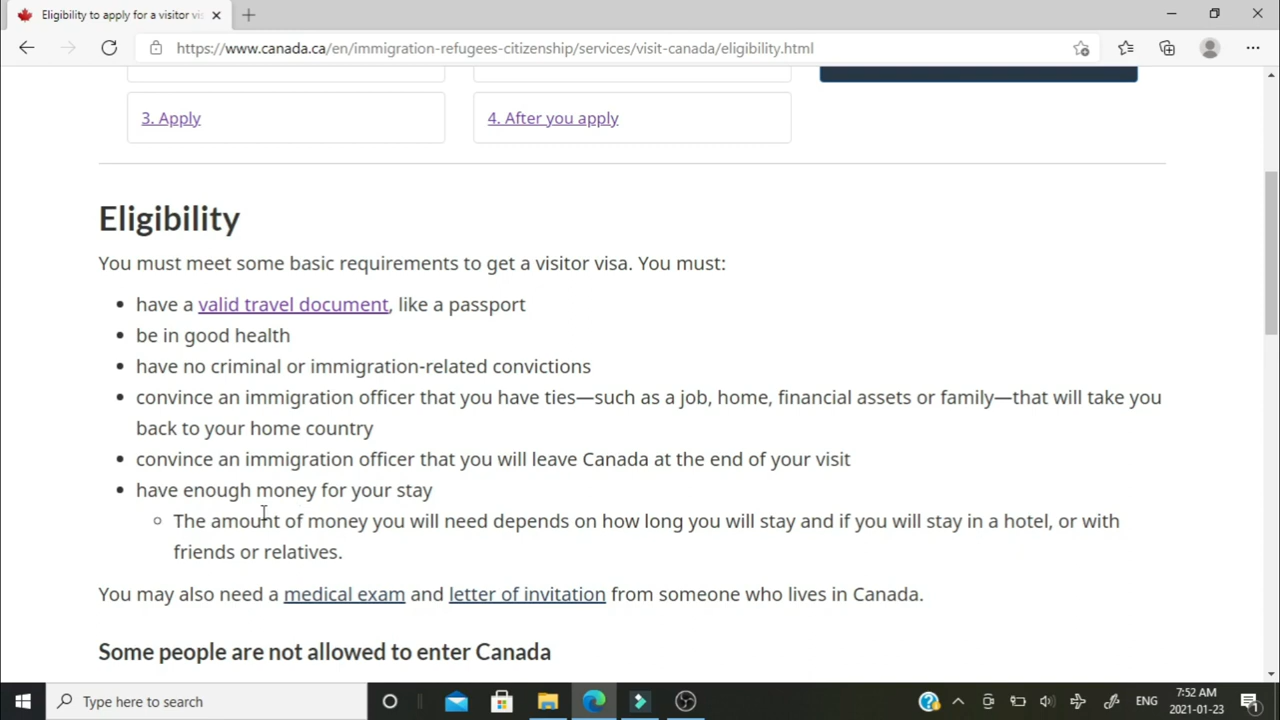 Eligibility to apply for a visitor vi
https://www.canada.ca/en/immigration-refugees-citizenship/services/visit-canada/eligibility.html
3. Apply
4. After you apply
Eligibility
You must meet some basic requirements to get a visitor visa. You must:
• have a valid travel document, like a passport
• be in good health
• have no criminal or immigration-related convictions
• convince an immigration officer that you have ties—such as a job, home, financial assets or family—that will take you
back to your home country
• convince an immigration officer that you will leave Canada at the end of your visit
• have enough money for your stay
○ The amount of money you will need depends on how long you will stay and if you will stay in a hotel, or with
friends or relatives.
You may also need a medical exam and letter of invitation from someone who lives in Canada.
Some people are not allowed to enter Canada
Type here to search
ENG
7:52 AM
2021-01-23
1